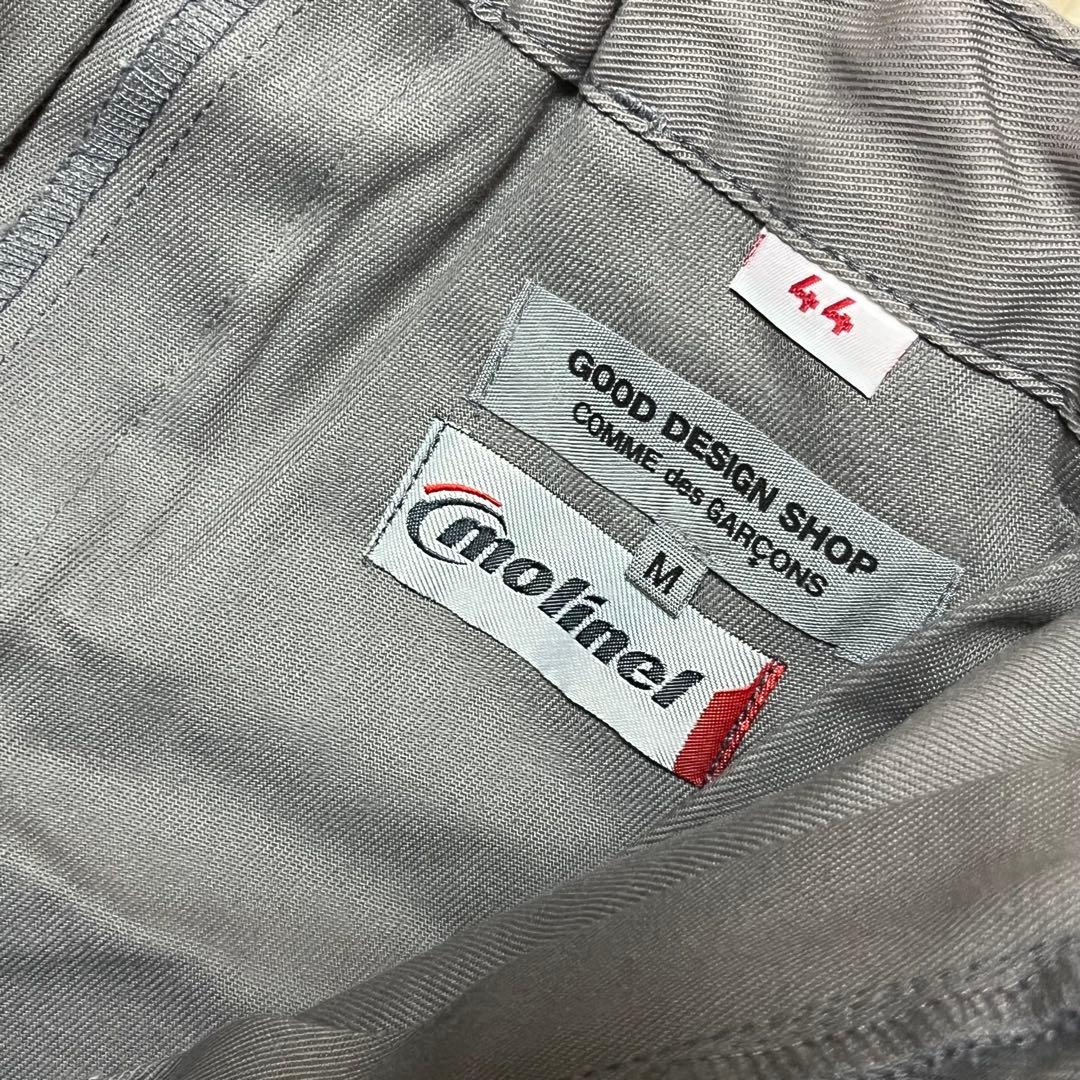 44
GOOD DESIGN SHOP
COMME des GARÇONS
M
molinel